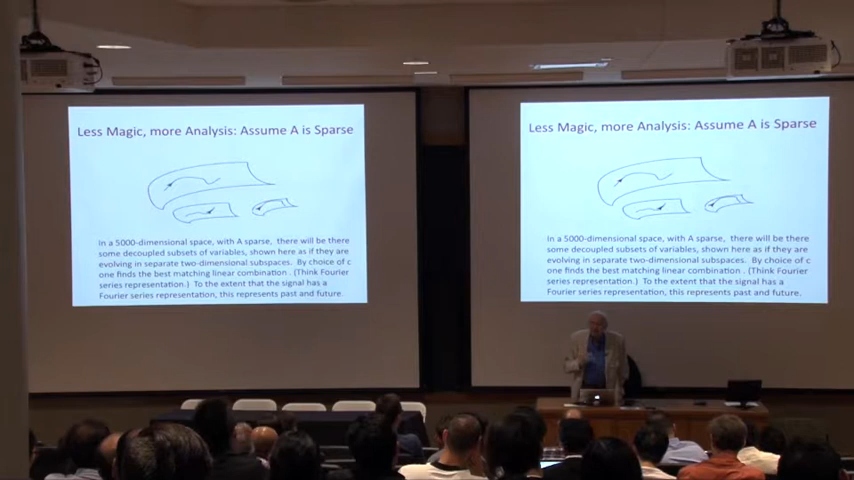 Less Magic, more Analysis: Assume A is Sparse
In a 5000-dimensional space, with A sparse, there will be there
some decoupled subsets of variables, shown here as if they are
evolving in separate two-dimensional subspaces. By choice of c
one finds the best matching linear combination . (Think Fourier
series representation.) To the extent that the signal has a
Fourier series representation, this represents past and future.
Less Magic, more Analysis: Assume A is Sparse
In a 5000-dimensional space, with A sparse, there will be there
some decoupled subsets of variables, shown here as if they are
evolving in separate two-dimensional subspaces. By choice of c
one finds the best matching linear combination . (Think Fourier
series representation.) To the extent that the signal has a
Fourier series representation, this represents past and future.